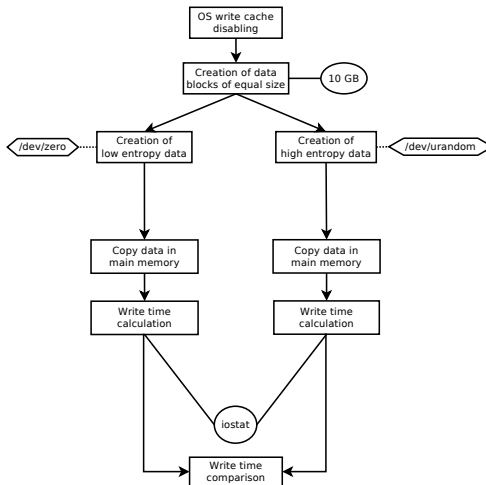 OS write cache
disabling
Creation of data
blocks of equal size
10 GB
/dev/zero
Creation of
low entropy data
Creation of
high entropy data
/dev/urandom
Copy data in
main memory
Copy data in
main memory
Write time
calculation
Write time
calculation
iostat
Write time
comparison